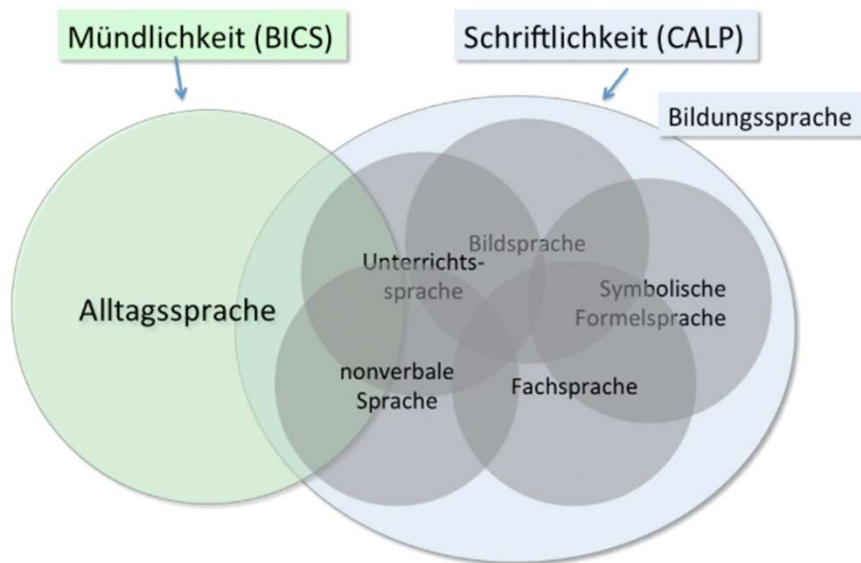 Mündlichkeit (BICS)
Schriftlichkeit (CALP)
Bildungssprache
Bildsprache
Unterrichts-
sprache
Symbolische
Formelsprache
Alltagssprache
nonverbale
Sprache
Fachsprache